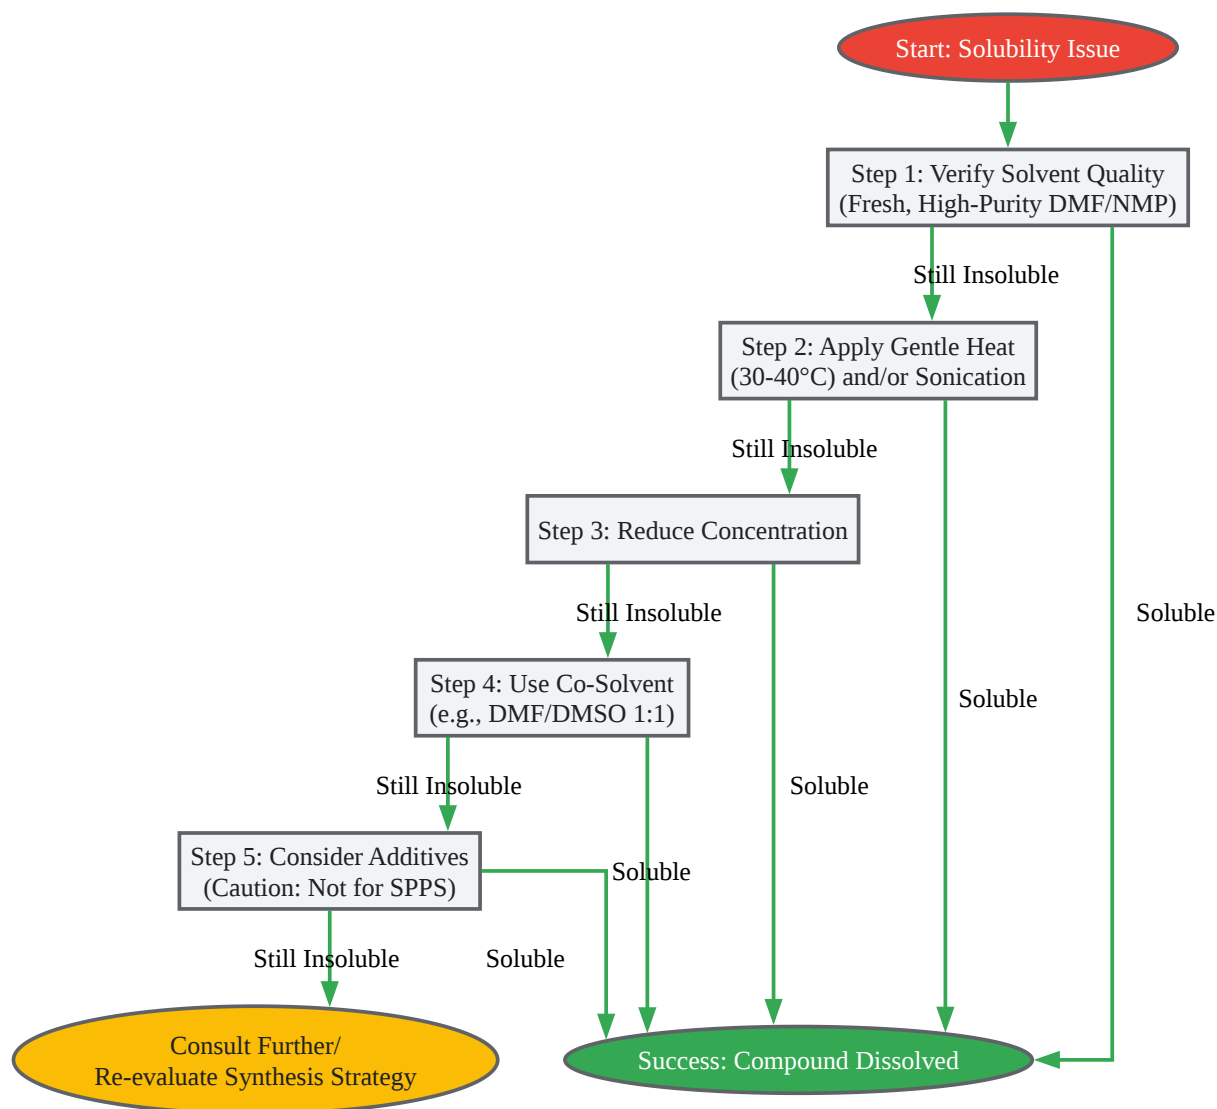 Start: Solubility Issue
Step 1: Verify Solvent Quality
(Fresh, High-Purity DMF/NMP)
Still Insoluble
Step 2: Apply Gentle Heat
(30-40°C) and/or Sonication
Still Insoluble
Step 3: Reduce Concentration
Still Insoluble
Soluble
Step 4: Use Co-Solvent
(e.g., DMF/DMSO 1:1)
Soluble
Still Insoluble
Soluble
Step 5: Consider Additives
(Caution: Not for SPPS)
Soluble
Still Insoluble
Soluble
Consult Further/
Re-evaluate Synthesis Strategy
Success: Compound Dissolved